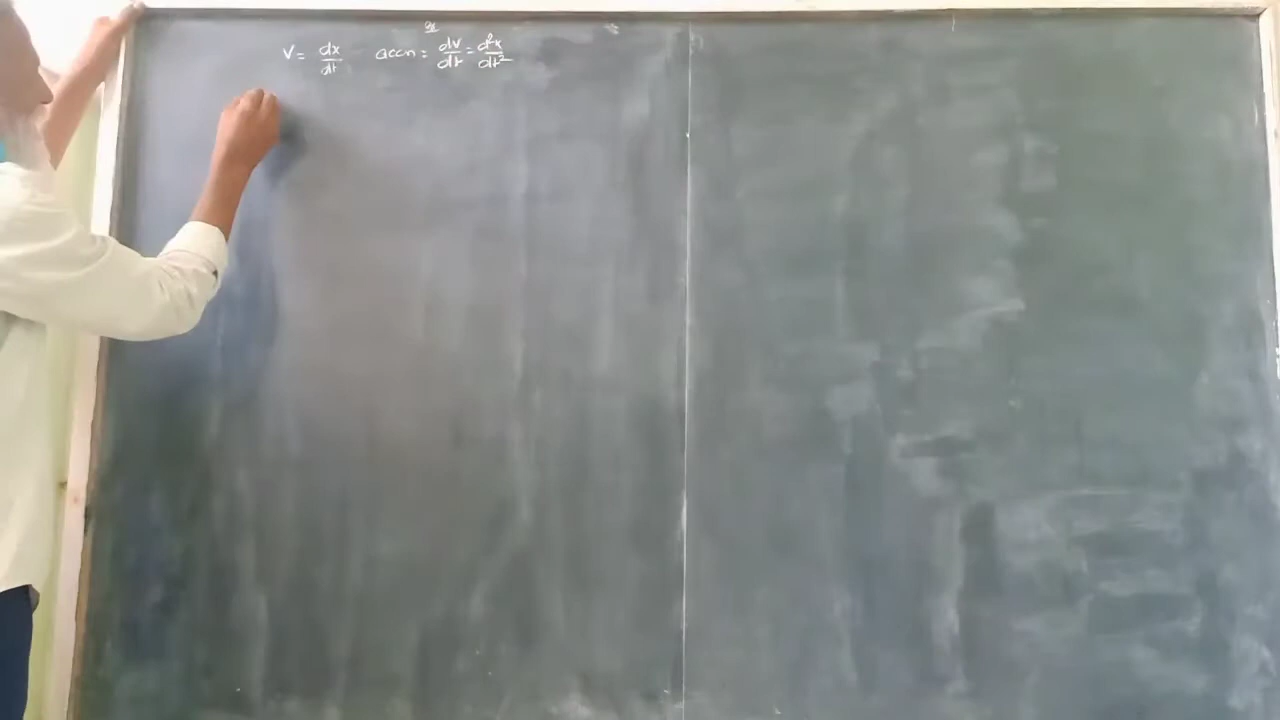 V = dx/dt accn = dv/dt = d²x/dt²